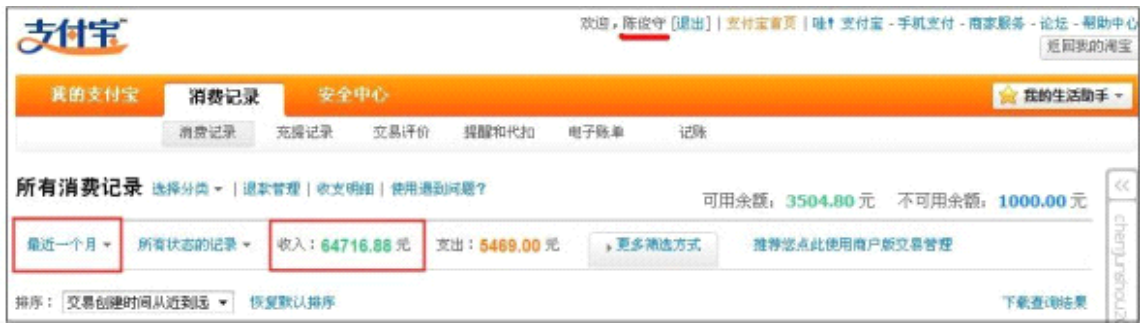 支付宝
欢迎，陈俊守 [退出] | 支付宝首页 | 哇！支付宝 - 手机支付 - 商家服务 - 论坛 - 帮助中心
返回我的淘宝
我的支付宝 消费记录 安全中心 我的生活助手
消费记录 充提记录 交易评价 提醒和代扣 电子账单 记账
所有消费记录 选择分类 | 退款管理 | 收支明细 | 使用遇到问题？
可用余额：3504.80 元 不可用余额：1000.00 元
最近一个月 所有状态的记录 收入：64716.88 元 支出：5469.00 元 更多筛选方式 推荐您点此使用商户版交易管理
排序： 交易创建时间从近到远 恢复默认排序 下载查询结果
chenjunshou20